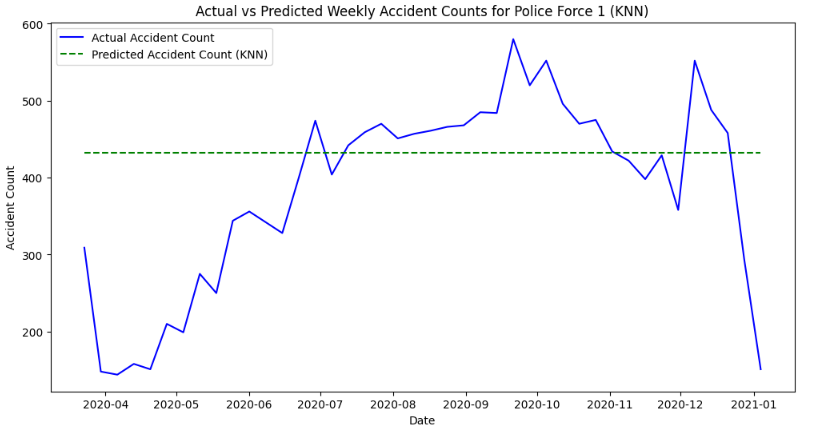 Actual vs Predicted Weekly Accident Counts for Police Force 1 (KNN)
Actual Accident Count
Predicted Accident Count (KNN)
600
500
400
300
200
Accident Count
2020-04 2020-05 2020-06 2020-07 2020-08 2020-09 2020-10 2020-11 2020-12 2021-01
Date